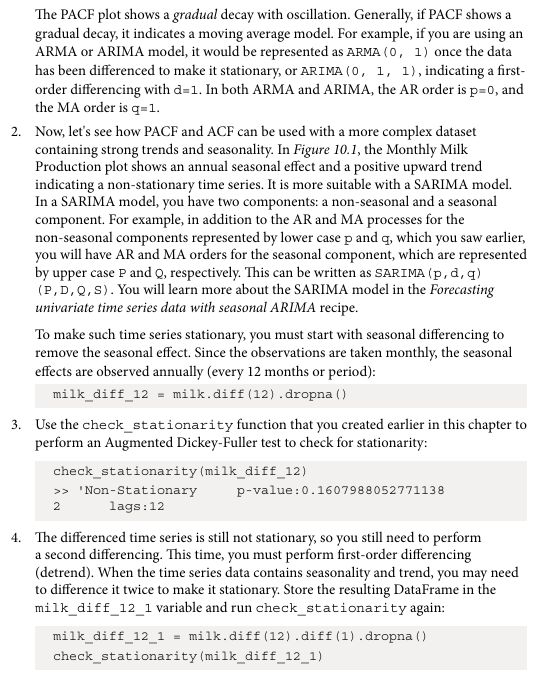 The PACF plot shows a gradual decay with oscillation. Generally, if PACF shows a
gradual decay, it indicates a moving average model. For example, if you are using an
ARMA or ARIMA model, it would be represented as ARMA(0, 1) once the data
has been differenced to make it stationary, or ARIMA(0, 1, 1), indicating a first-
order differencing with d=1. In both ARMA and ARIMA, the AR order is p=0, and
the MA order is q=1.
2. Now, let's see how PACF and ACF can be used with a more complex dataset
containing strong trends and seasonality. In Figure 10.1, the Monthly Milk
Production plot shows an annual seasonal effect and a positive upward trend
indicating a non-stationary time series. It is more suitable with a SARIMA model.
In a SARIMA model, you have two components: a non-seasonal and a seasonal
component. For example, in addition to the AR and MA processes for the
non-seasonal components represented by lower case p and q, which you saw earlier,
you will have AR and MA orders for the seasonal component, which are represented
by upper case P and Q, respectively. This can be written as SARIMA(p,d,q)
(P,D,Q,S). You will learn more about the SARIMA model in the Forecasting
univariate time series data with seasonal ARIMA recipe.
To make such time series stationary, you must start with seasonal differencing to
remove the seasonal effect. Since the observations are taken monthly, the seasonal
effects are observed annually (every 12 months or period):
milk_diff_12 = milk.diff(12).dropna()
3. Use the check_stationarity function that you created earlier in this chapter to
perform an Augmented Dickey-Fuller test to check for stationarity:
check_stationarity(milk_diff_12)
>> 'Non-Stationary p-value:0.1607988052771138
2 lags:12
4. The differenced time series is still not stationary, so you still need to perform
a second differencing. This time, you must perform first-order differencing
(detrend). When the time series data contains seasonality and trend, you may need
to difference it twice to make it stationary. Store the resulting DataFrame in the
milk_diff_12_1 variable and run check_stationarity again:
milk_diff_12_1 = milk.diff(12).diff(1).dropna()
check_stationarity(milk_diff_12_1)